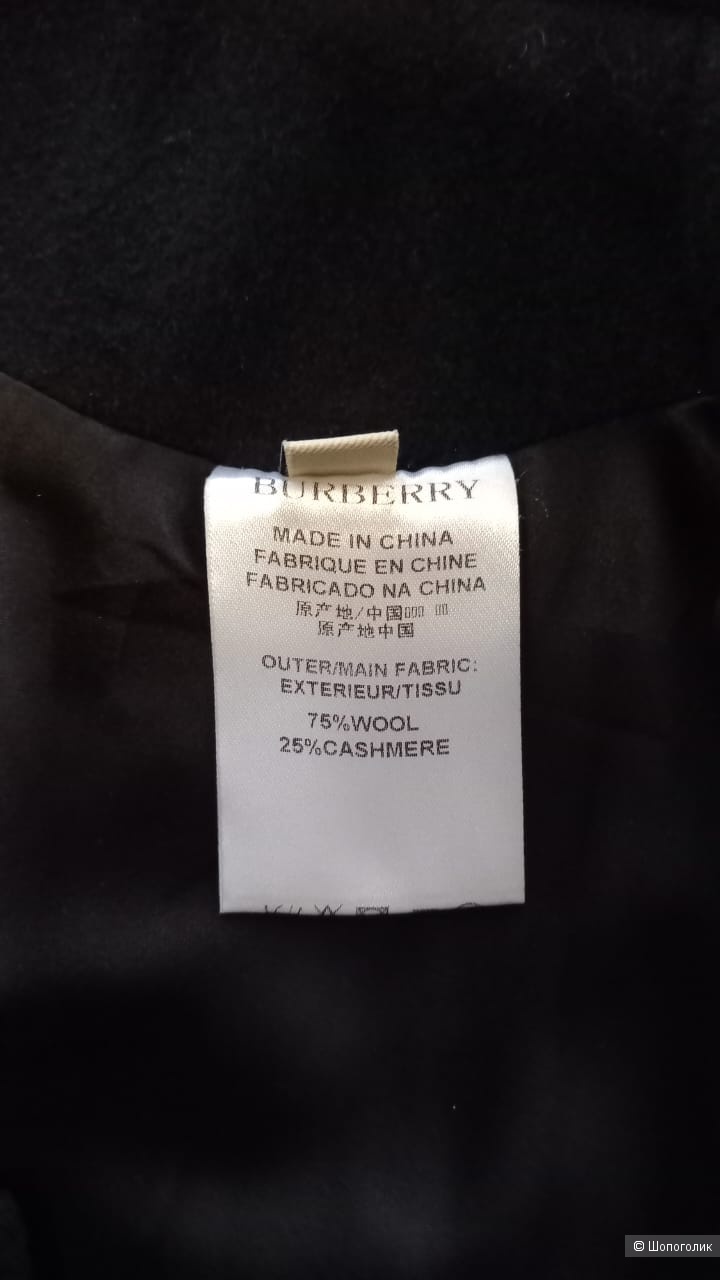 BURBERRY
MADE IN CHINA
FABRIQUE EN CHINE
FABRICADO NA CHINA
原产地/中国▯▯▯ ▯▯
原产地中国
OUTER/MAIN FABRIC:
EXTERIEUR/TISSU
75%WOOL
25%CASHMERE
© Шопоголик